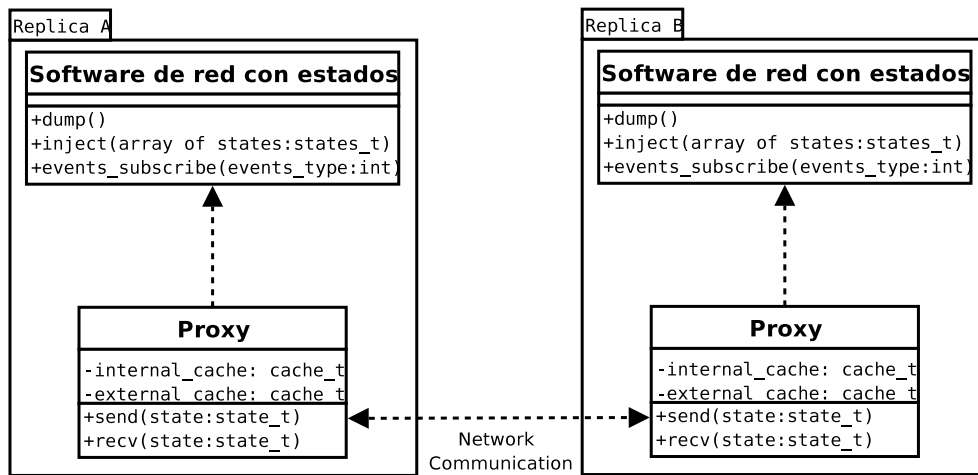 Replica A
Software de red con estados
+dump()
+inject(array of states:states_t)
+events_subscribe(events_type:int)
Proxy
-internal_cache: cache_t
-external_cache: cache_t
+send(state:state_t)
+recv(state:state_t)
Network
Communication
Replica B
Software de red con estados
+dump()
+inject(array of states:states_t)
+events_subscribe(events_type:int)
Proxy
-internal_cache: cache_t
-external_cache: cache_t
+send(state:state_t)
+recv(state:state_t)